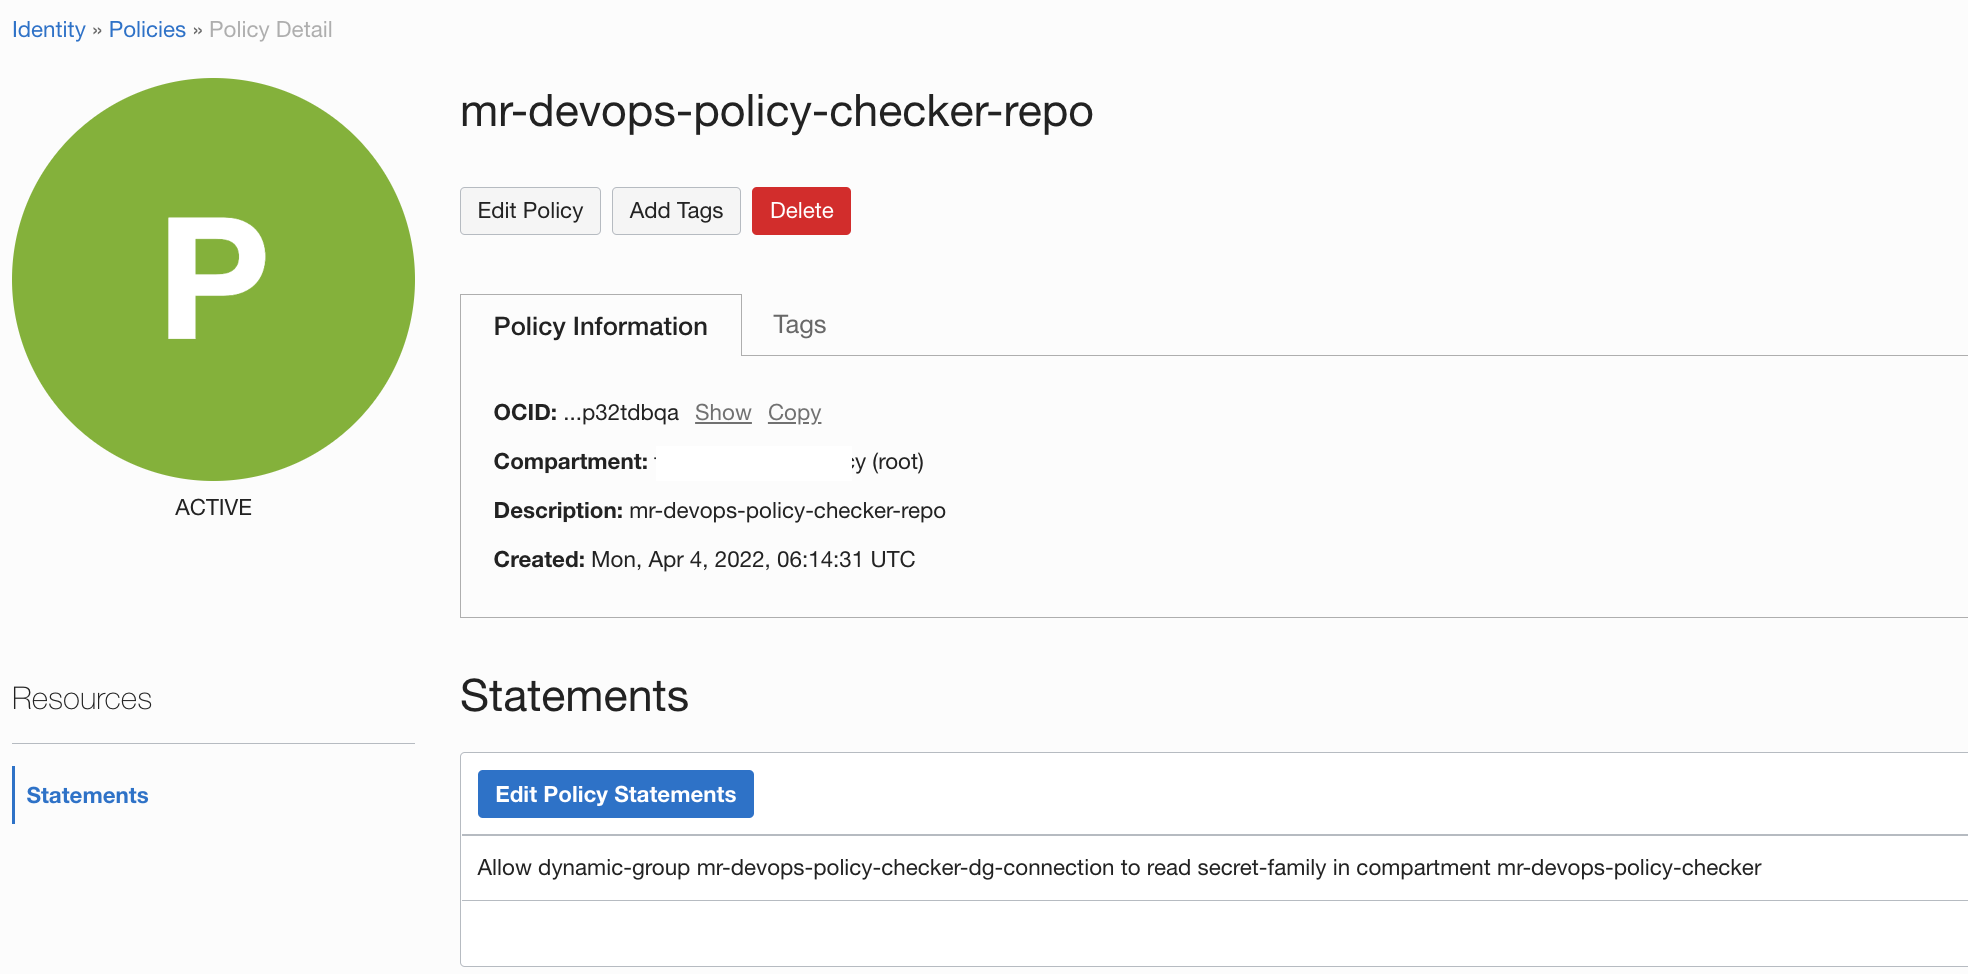 Identity » Policies » Policy Detail
P
ACTIVE
mr-devops-policy-checker-repo
Edit Policy Add Tags Delete
Policy Information Tags
OCID: ...p32tdbqa Show Copy
Compartment: (root)
Description: mr-devops-policy-checker-repo
Created: Mon, Apr 4, 2022, 06:14:31 UTC
Resources
Statements
Statements
Edit Policy Statements
Allow dynamic-group mr-devops-policy-checker-dg-connection to read secret-family in compartment mr-devops-policy-checker